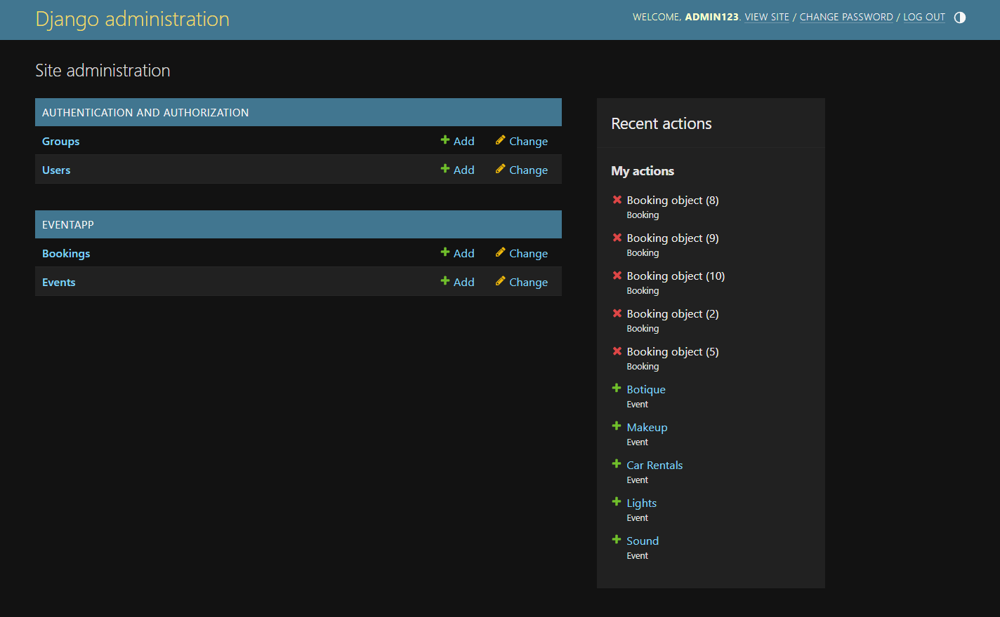 Django administration
WELCOME, ADMIN123. VIEW SITE / CHANGE PASSWORD / LOG OUT
Site administration
AUTHENTICATION AND AUTHORIZATION
Groups Add Change
Users Add Change
EVENTAPP
Bookings Add Change
Events Add Change
Recent actions
My actions
Booking object (8)
Booking
Booking object (9)
Booking
Booking object (10)
Booking
Booking object (2)
Booking
Booking object (5)
Booking
Botique
Event
Makeup
Event
Car Rentals
Event
Lights
Event
Sound
Event